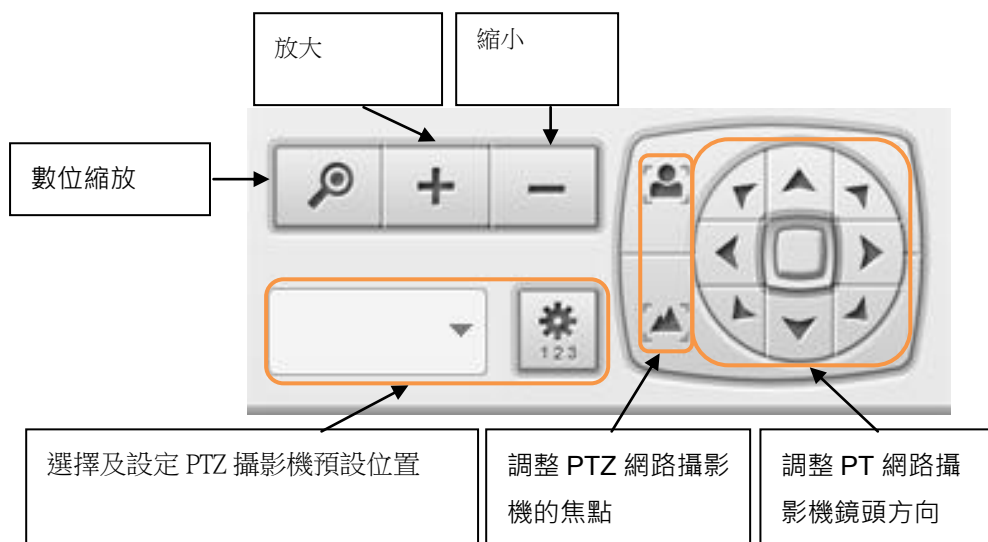 放大
縮小
數位縮放
123
選擇及設定 PTZ 攝影機預設位置
調整 PTZ 網路攝影
機的焦點
調整 PT 網路攝
影機鏡頭方向